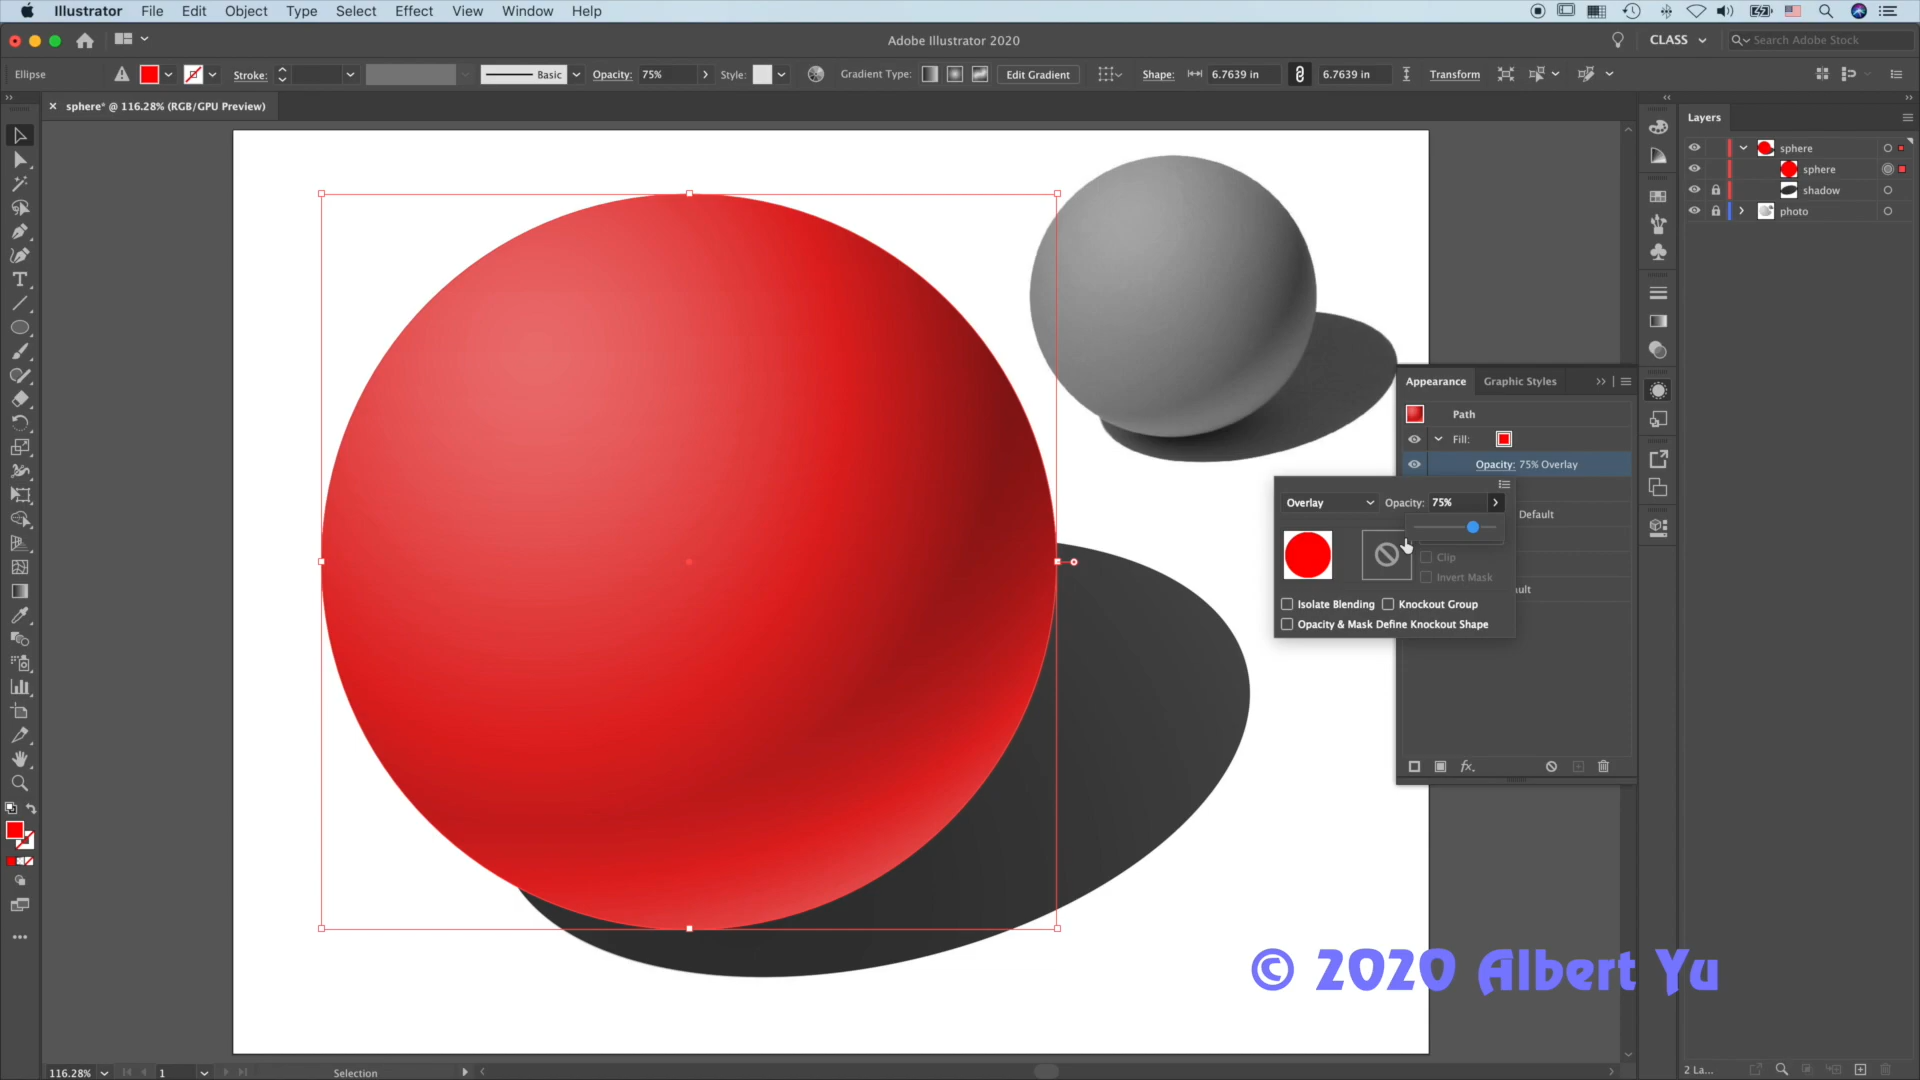 Illustrator File Edit Object Type Select Effect View Window Help
Adobe Illustrator 2020
CLASS
Search Adobe Stock
Ellipse
Stroke:
Basic
Opacity: 75%
Style:
Gradient Type:
Edit Gradient
Shape:
6.7639 in
6.7639 in
Transform
sphere* @ 116.28% (RGB/GPU Preview)
Layers
sphere
sphere
shadow
photo
Appearance
Graphic Styles
Path
Fill:
Opacity: 75% Overlay
Overlay
Opacity: 75%
Default
Clip
Invert Mask
ult
Isolate Blending
Knockout Group
Opacity & Mask Define Knockout Shape
© 2020 Albert Yu
116.28%
1
Selection
2 La...